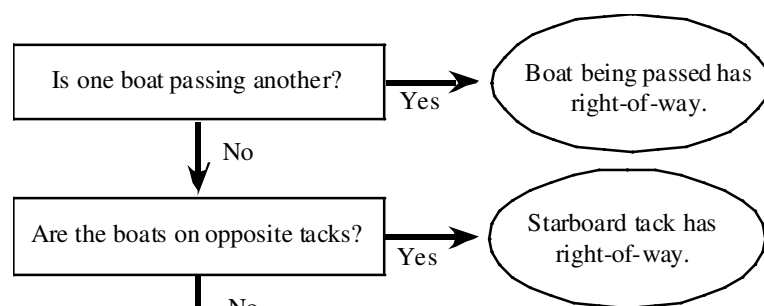 Is one boat passing another?
Yes
Boat being passed has
right-of-way.
No
Are the boats on opposite tacks?
Yes
Starboard tack has
right-of-way.
No